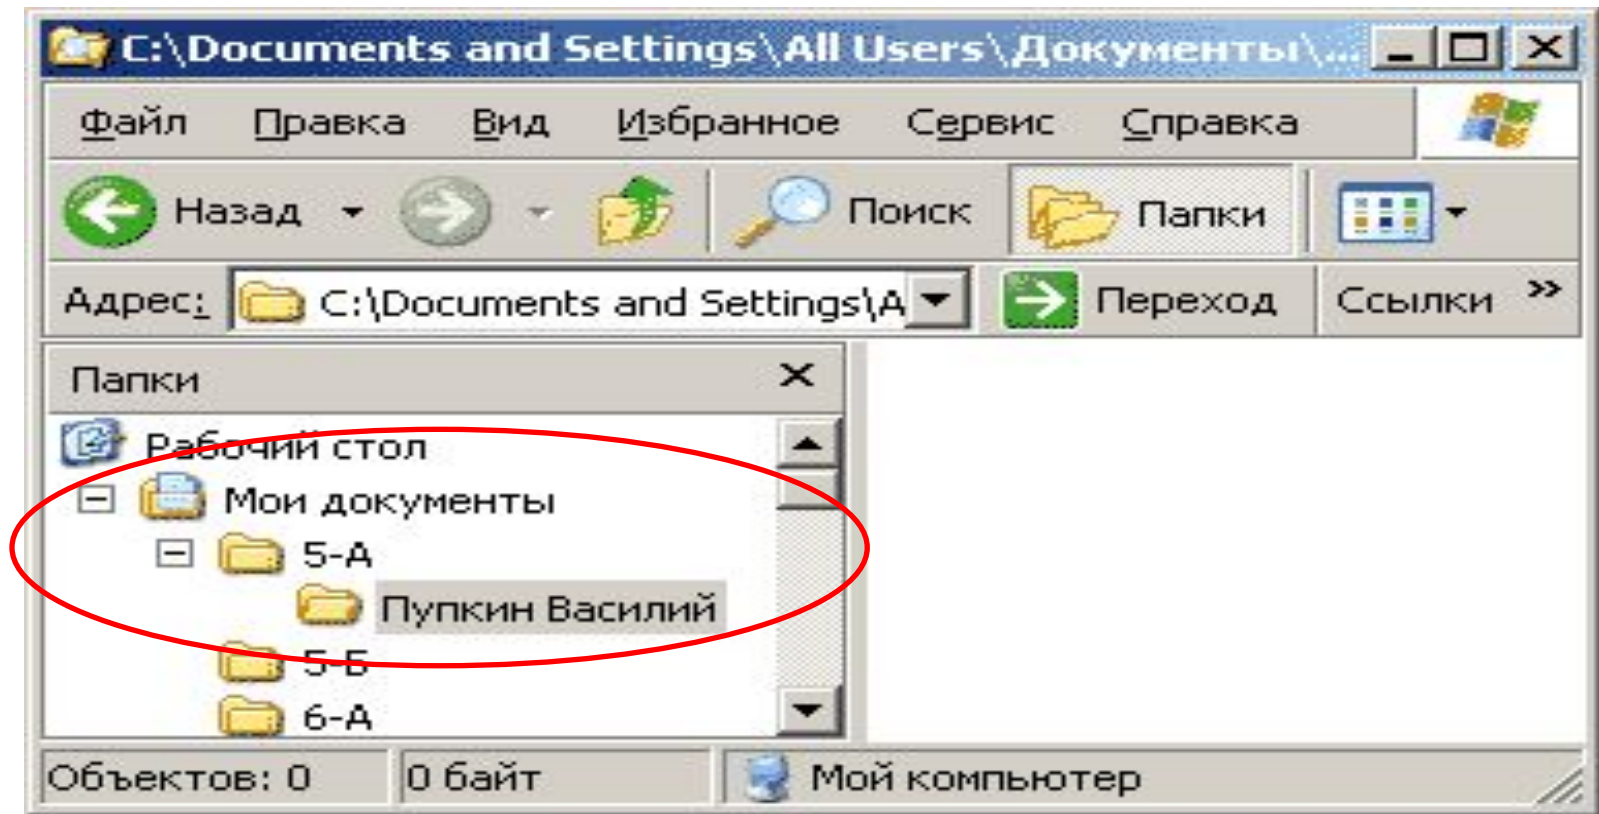 C:\Documents and Settings\All Users\Документы\...
Файл Правка Вид Избранное Сервис Справка
Назад Поиск Папки
Адрес: C:\Documents and Settings\A Переход Ссылки »
Папки
Рабочий стол
Мои документы
5-А
Пупкин Василий
5-Б
6-А
Объектов: 0 0 байт Мой компьютер